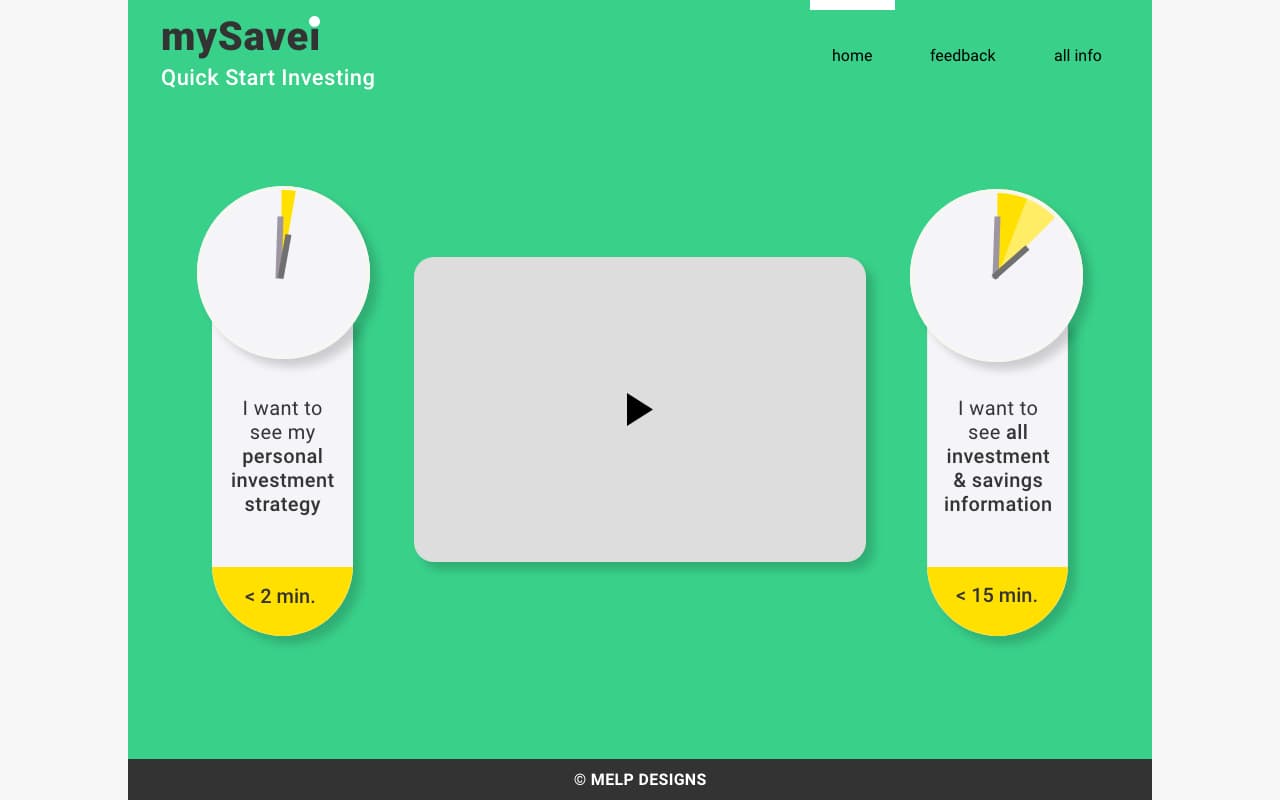 mySavei
Quick Start Investing
home
feedback
all info
I want to
see my
personal
investment
strategy
< 2 min.
I want to
see all
investment
& savings
information
< 15 min.
© MELP DESIGNS